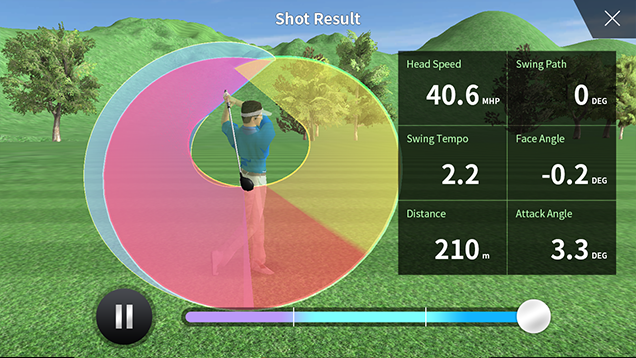 Shot Result
Head Speed
40.6 MHP
Swing Path
0 DEG
Swing Tempo
2.2
Face Angle
-0.2 DEG
Distance
210 m
Attack Angle
3.3 DEG